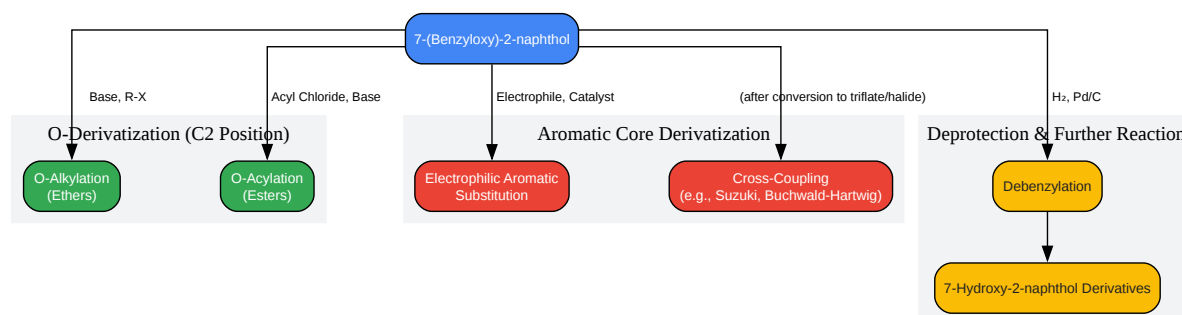 7-(Benzyloxy)-2-naphthol
Base, R-X
Acyl Chloride, Base
Electrophile, Catalyst
(after conversion to triflate/halide)
H₂, Pd/C
O-Derivatization (C2 Position)
Aromatic Core Derivatization
Deprotection & Further Reaction
O-Alkylation
(Ethers)
O-Acylation
(Esters)
Electrophilic Aromatic
Substitution
Cross-Coupling
(e.g., Suzuki, Buchwald-Hartwig)
Debenzylation
7-Hydroxy-2-naphthol Derivatives